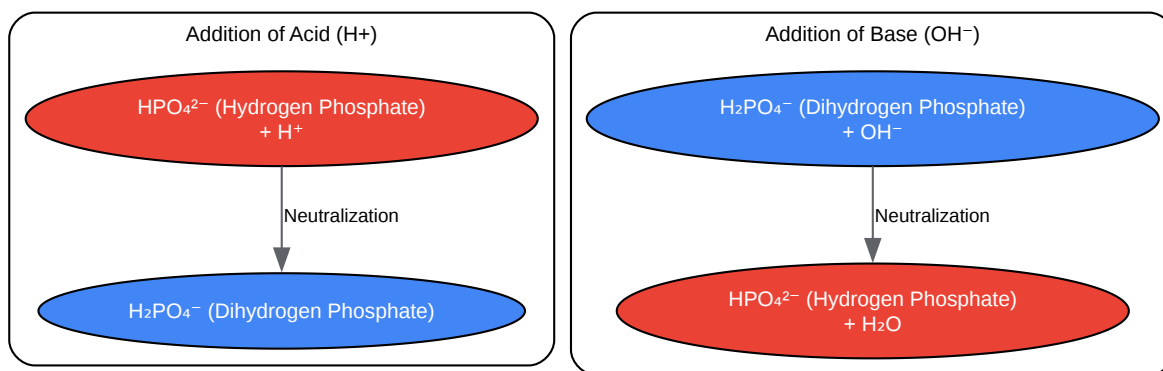 Addition of Acid (H+)
HPO₄²⁻ (Hydrogen Phosphate)
+ H⁺
Neutralization
H₂PO₄⁻ (Dihydrogen Phosphate)
Addition of Base (OH⁻)
H₂PO₄⁻ (Dihydrogen Phosphate)
+ OH⁻
Neutralization
HPO₄²⁻ (Hydrogen Phosphate)
+ H₂O